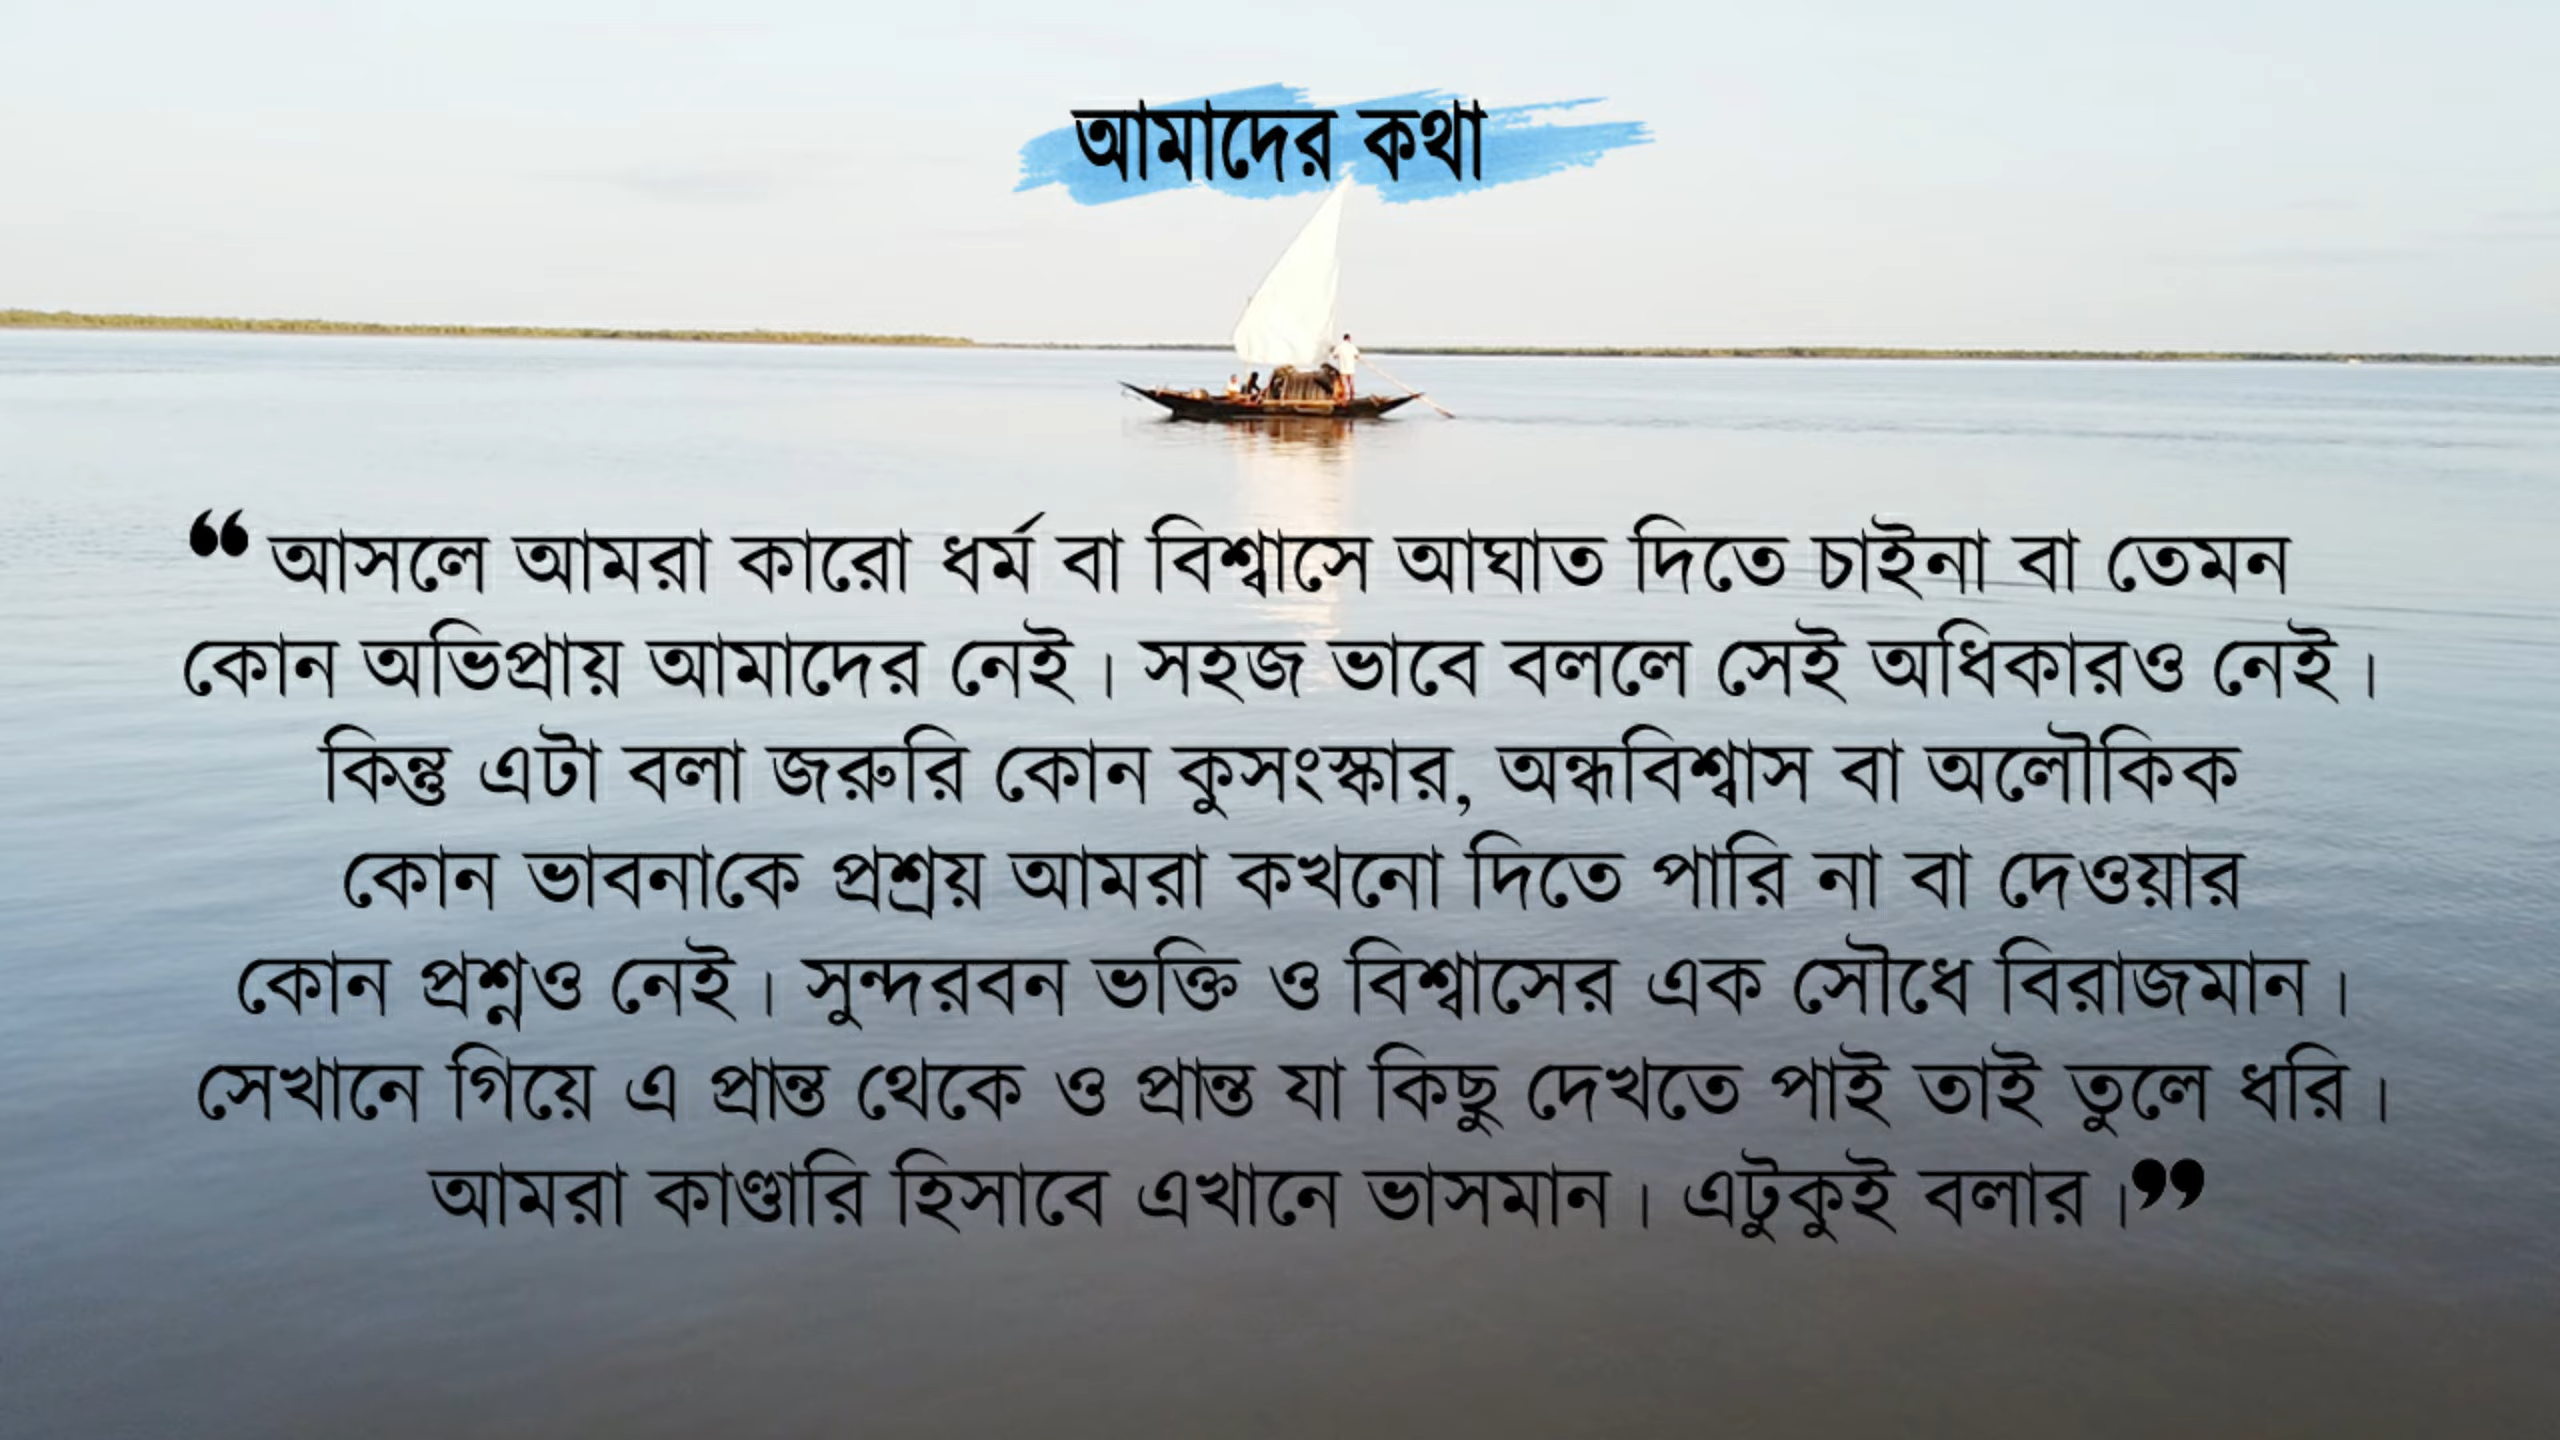 আমাদের কথা
“ আসলে আমরা কারো ধর্ম বা বিশ্বাসে আঘাত দিতে চাইনা বা তেমন
কোন অভিপ্রায় আমাদের নেই। সহজ ভাবে বললে সেই অধিকারও নেই।
কিন্তু এটা বলা জরুরি কোন কুসংস্কার, অন্ধবিশ্বাস বা অলৌকিক
কোন ভাবনাকে প্রশ্রয় আমরা কখনো দিতে পারি না বা দেওয়ার
কোন প্রশ্নও নেই। সুন্দরবন ভক্তি ও বিশ্বাসের এক সৌধে বিরাজমান।
সেখানে গিয়ে এ প্রান্ত থেকে ও প্রান্ত যা কিছু দেখতে পাই তাই তুলে ধরি।
আমরা কাণ্ডারি হিসাবে এখানে ভাসমান। এটুকুই বলার।”